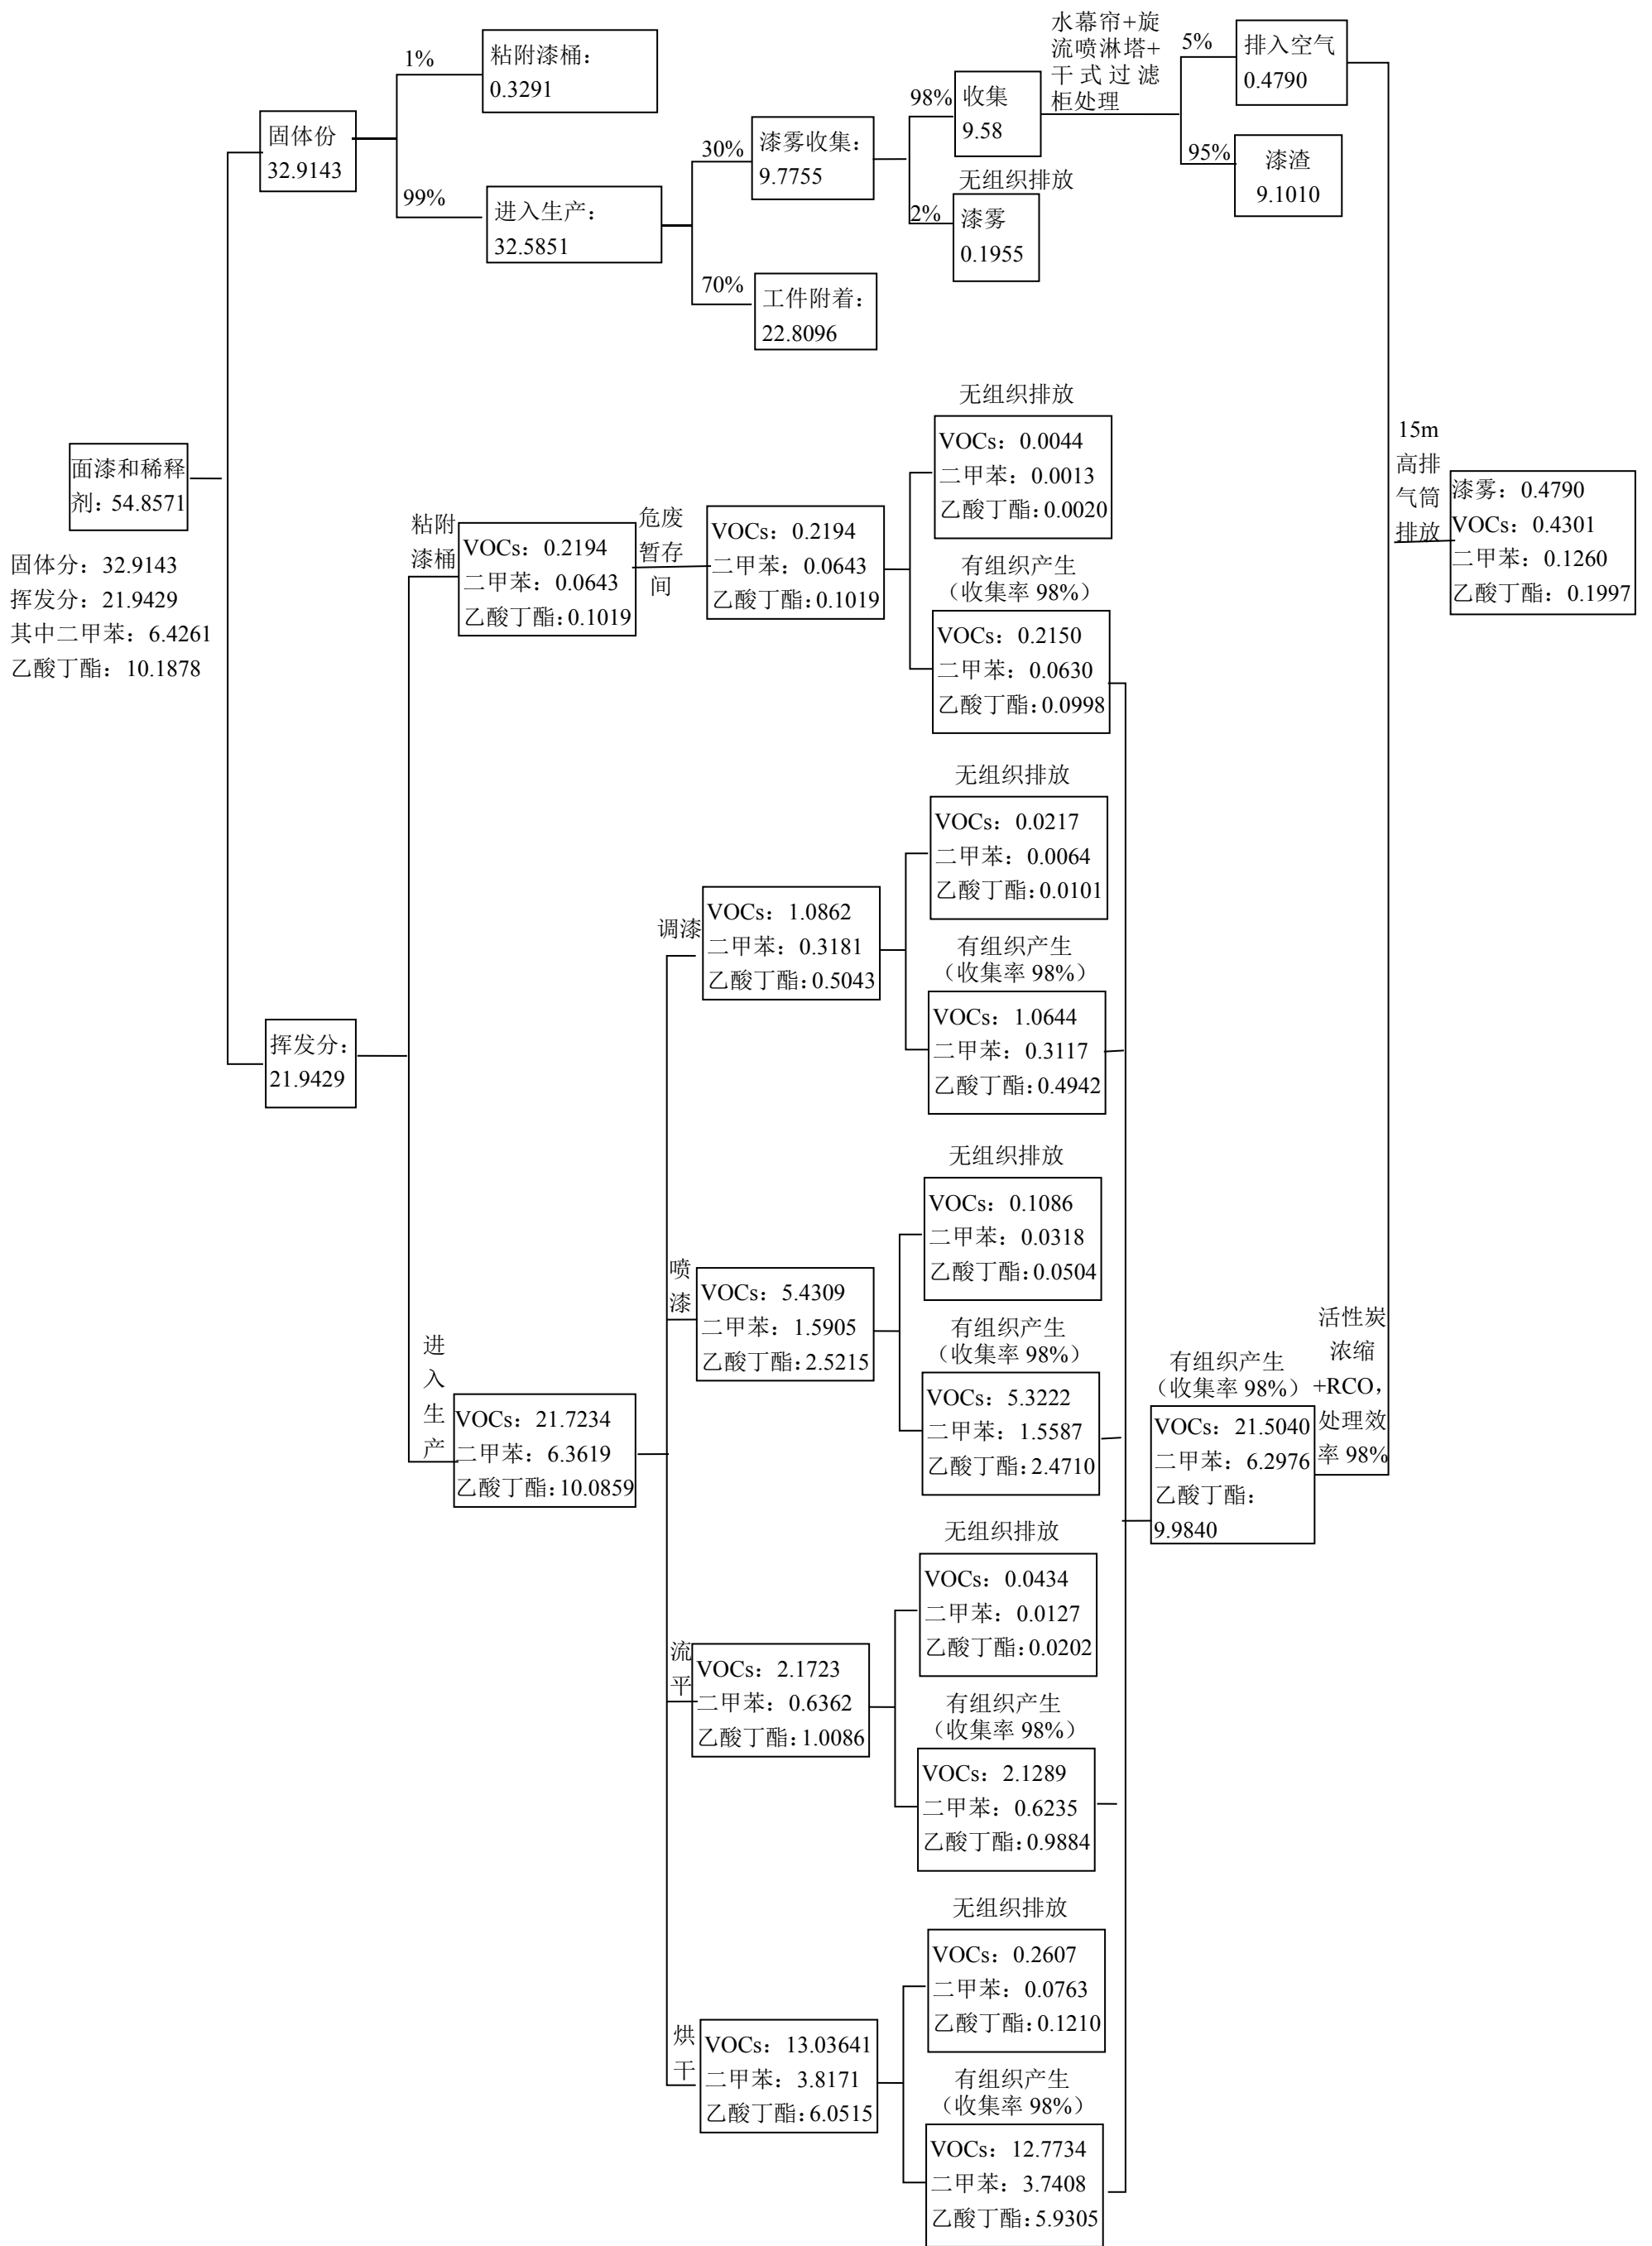 1%
粘附漆桶：
0.3291
固体份
32.9143
99%
进入生产：
32.5851
30%
漆雾收集：
9.7755
70%
工件附着：
22.8096
98%
收集
9.58
无组织排放
2%
漆雾
0.1955
水幕帘+旋
流喷淋塔+
干式过滤
柜处理
5%
排入空气
0.4790
95%
漆渣
9.1010
面漆和稀释
剂：54.8571
固体分：32.9143
挥发分：21.9429
其中二甲苯：6.4261
乙酸丁酯：10.1878
粘附
漆桶
VOCs：0.2194
二甲苯：0.0643
乙酸丁酯：0.1019
危废
暂存
间
VOCs：0.2194
二甲苯：0.0643
乙酸丁酯：0.1019
无组织排放
VOCs：0.0044
二甲苯：0.0013
乙酸丁酯：0.0020
有组织产生
（收集率 98%）
VOCs：0.2150
二甲苯：0.0630
乙酸丁酯：0.0998
15m
高排
气筒
排放
漆雾：0.4790
VOCs：0.4301
二甲苯：0.1260
乙酸丁酯：0.1997
挥发分：
21.9429
进
入
生
产
VOCs：21.7234
二甲苯：6.3619
乙酸丁酯：10.0859
调漆
VOCs：1.0862
二甲苯：0.3181
乙酸丁酯：0.5043
无组织排放
VOCs：0.0217
二甲苯：0.0064
乙酸丁酯：0.0101
有组织产生
（收集率 98%）
VOCs：1.0644
二甲苯：0.3117
乙酸丁酯：0.4942
喷
漆
VOCs：5.4309
二甲苯：1.5905
乙酸丁酯：2.5215
无组织排放
VOCs：0.1086
二甲苯：0.0318
乙酸丁酯：0.0504
有组织产生
（收集率 98%）
VOCs：5.3222
二甲苯：1.5587
乙酸丁酯：2.4710
流
平
VOCs：2.1723
二甲苯：0.6362
乙酸丁酯：1.0086
无组织排放
VOCs：0.0434
二甲苯：0.0127
乙酸丁酯：0.0202
有组织产生
（收集率 98%）
VOCs：2.1289
二甲苯：0.6235
乙酸丁酯：0.9884
烘
干
VOCs：13.03641
二甲苯：3.8171
乙酸丁酯：6.0515
无组织排放
VOCs：0.2607
二甲苯：0.0763
乙酸丁酯：0.1210
有组织产生
（收集率 98%）
VOCs：12.7734
二甲苯：3.7408
乙酸丁酯：5.9305
有组织产生
（收集率 98%）
VOCs：21.5040
二甲苯：6.2976
乙酸丁酯：
9.9840
活性炭
浓缩
+RCO，
处理效
率 98%